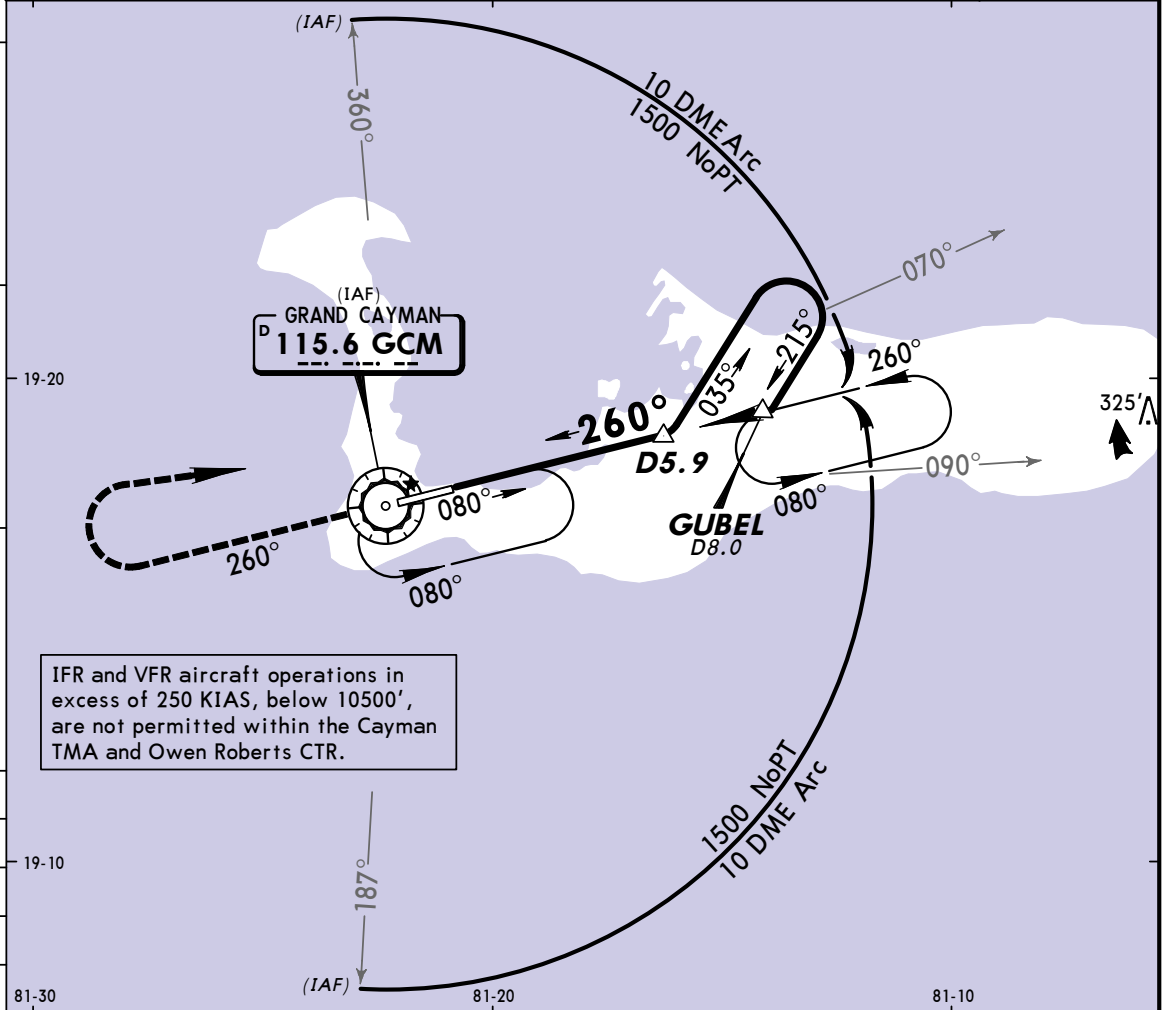 (IAF)
360°
10 DME Arc
1500 NoPT
070°
(IAF)
GRAND CAYMAN
D 115.6 GCM
19-20
035°
215°
260°
325'
260°
D5.9
090°
080°
080°
GUBEL
D8.0
260°
080°
IFR and VFR aircraft operations in
excess of 250 KIAS, below 10500',
are not permitted within the Cayman
TMA and Owen Roberts CTR.
1500 NoPT
10 DME Arc
19-10
187°
(IAF)
81-30
81-20
81-10